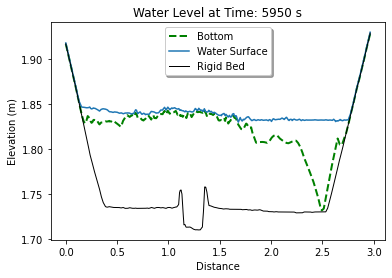 Water Level at Time: 5950 s
Bottom
Water Surface
Rigid Bed
Elevation (m)
1.90
1.85
1.80
1.75
1.70
0.0 0.5 1.0 1.5 2.0 2.5 3.0
Distance